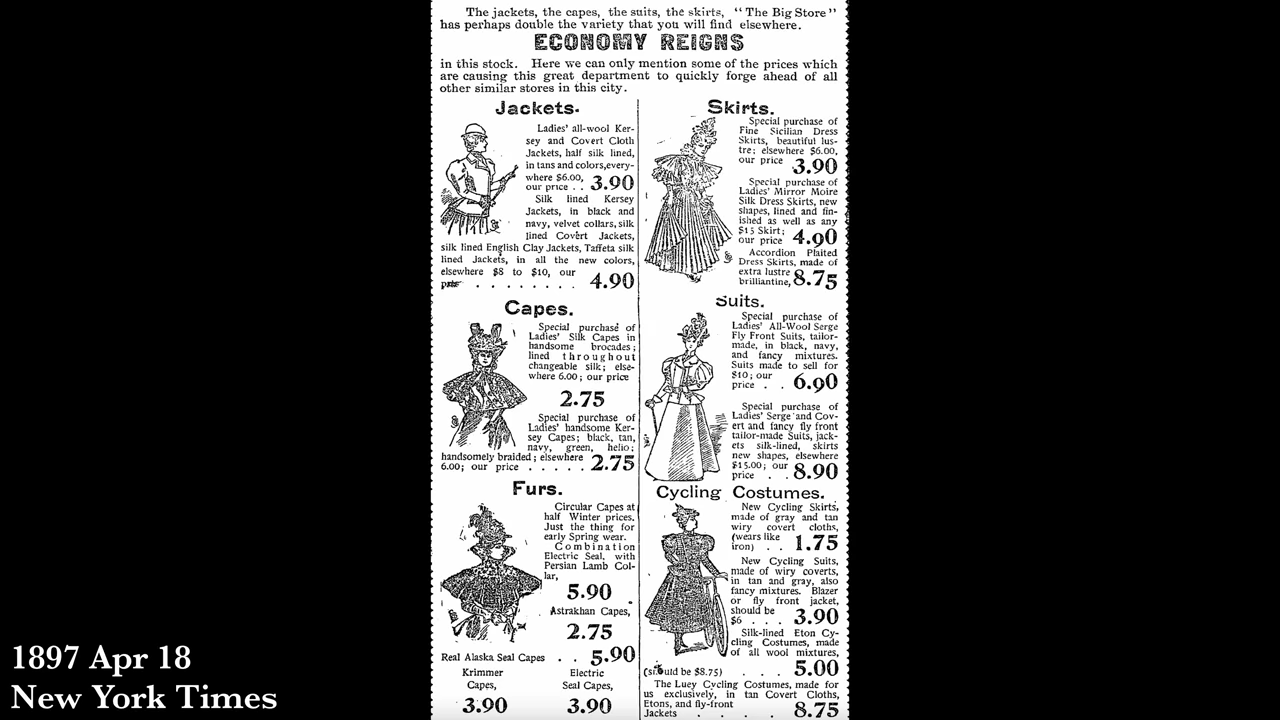 The jackets, the capes, the suits, the skirts, "The Big Store"
has perhaps double the variety that you will find elsewhere.
ECONOMY REIGNS
in this stock. Here we can only mention some of the prices which
are causing this great department to quickly forge ahead of all
other similar stores in this city.
Jackets.
Ladies' all-wool Ker-
sey and Covert Cloth
Jackets, half silk lined,
in tans and colors, every-
where $6.00,
our price . . 3.90
Silk lined Kersey
Jackets, in black and
navy, velvet collars, silk
lined Covert Jackets,
silk lined English Clay Jackets, Taffeta silk
lined Jackets, in all the new colors,
elsewhere $8 to $10, our
. . . . . . . . 4.90
Capes.
Special purchase of
Ladies' Silk Capes in
handsome brocades;
lined throughout
changeable silk; else-
where 6.00; our price
2.75
Special purchase of
Ladies' handsome Ker-
sey Capes; black, tan,
navy, green, helio;
handsomely braided; elsewhere
6.00; our price . . . . . 2.75
Furs.
Circular Capes at
half Winter prices.
Just the thing for
early Spring wear.
Combination
Electric Seal, with
Persian Lamb Col-
lar,
5.90
Astrakhan Capes,
2.75
Real Alaska Seal Capes . . 5.90
Krimmer Capes,
3.90
Electric Seal Capes,
3.90
Skirts.
Special purchase of
Fine Sicilian Dress
Skirts, beautiful lus-
tre; elsewhere $6.00,
our price 3.90
Special purchase of
Ladies' Mirror Moire
Silk Dress Skirts, new
shapes, lined and fin-
ished as well as any
$15 Skirt;
our price 4.90
Accordion Plaited
Dress Skirts, made of
extra lustre
brilliantine, 8.75
Suits.
Special purchase of
Ladies' All-Wool Serge
Fly Front Suits, tailor-
made, in black, navy,
and fancy mixtures.
Suits made to sell for
$10; our
price . . 6.90
Special purchase of
Ladies' Serge and Cov-
ert and fancy fly front
tailor-made Suits, jack-
ets silk-lined, skirts
new shapes, elsewhere
$15.00; our
price . . 8.90
Cycling Costumes.
New Cycling Skirts,
made of gray and tan
wiry covert cloths,
(wears like
iron) . . 1.75
New Cycling Suits,
made of wiry coverts,
in tan and gray, also
fancy mixtures. Blazer
or fly front jacket,
should be
$6 . . . 3.90
Silk-lined Eton Cy-
cling Costumes, made
of all wool mixtures,
(should be $8.75) . . . 5.00
The Luey Cycling Costumes, made for
us exclusively, in tan Covert Cloths,
Etons, and fly-front
Jackets . . . . 8.75
1897 Apr 18
New York Times